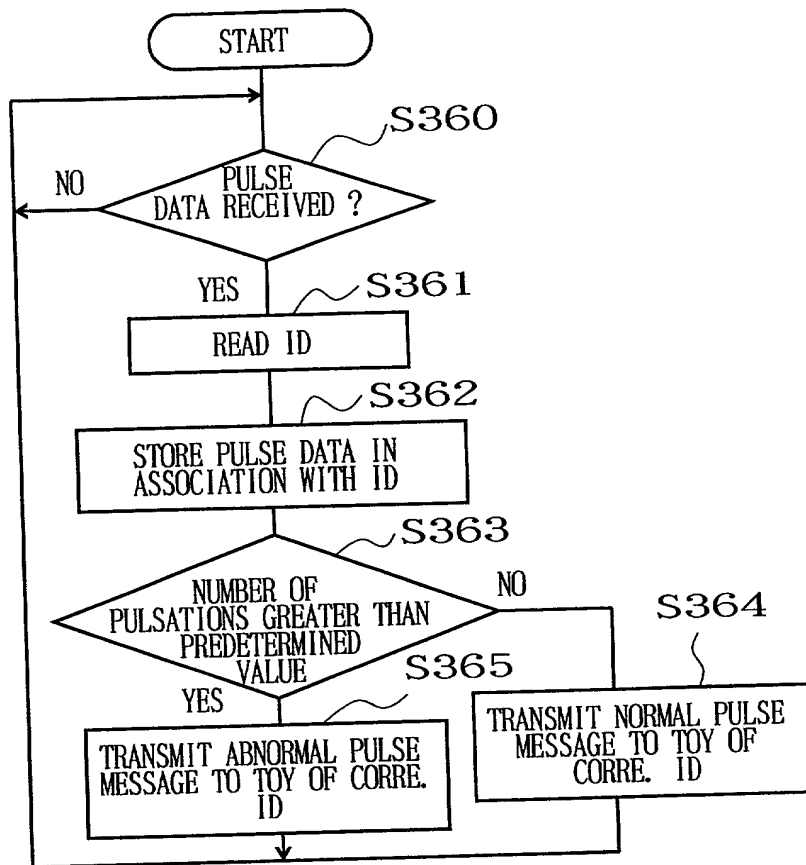 START
S360
NO
PULSE
DATA RECEIVED ?
YES
S361
READ ID
S362
STORE PULSE DATA IN
ASSOCIATION WITH ID
S363
NUMBER OF
PULSATIONS GREATER THAN
PREDETERMINED
VALUE
NO
S364
YES
S365
TRANSMIT ABNORMAL PULSE
MESSAGE TO TOY OF CORRE.
ID
TRANSMIT NORMAL PULSE
MESSAGE TO TOY OF
CORRE. ID